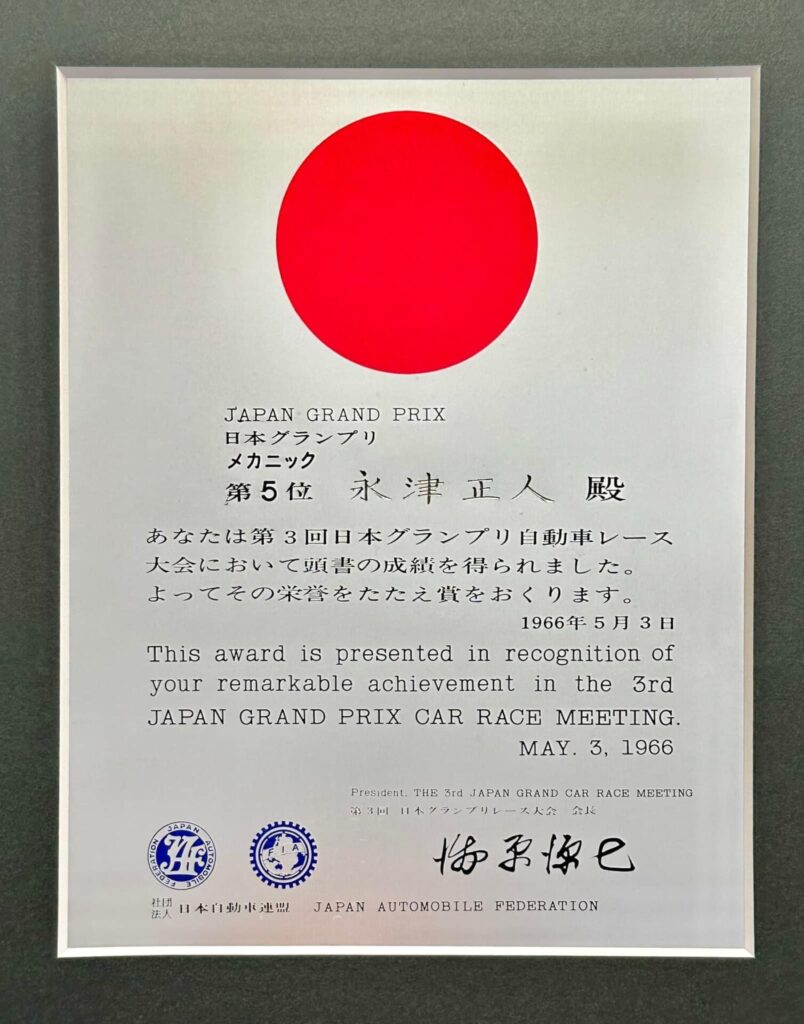 JAPAN GRAND PRIX
日本グランプリ
メカニック
第5位 永津正人 殿
あなたは第3回日本グランプリ自動車レース
大会において頭書の成績を得られました。
よってその栄誉をたたえ賞をおくります。
1966年5月3日
This award is presented in recognition of
your remarkable achievement in the 3rd
JAPAN GRAND PRIX CAR RACE MEETING.
MAY. 3, 1966
President. THE 3rd JAPAN GRAND CAR RACE MEETING
第3回 日本グランプリレース大会 会長
JAPAN AUTOMOBILE FEDERATION
JAF
FIA
社団法人 日本自動車連盟 JAPAN AUTOMOBILE FEDERATION